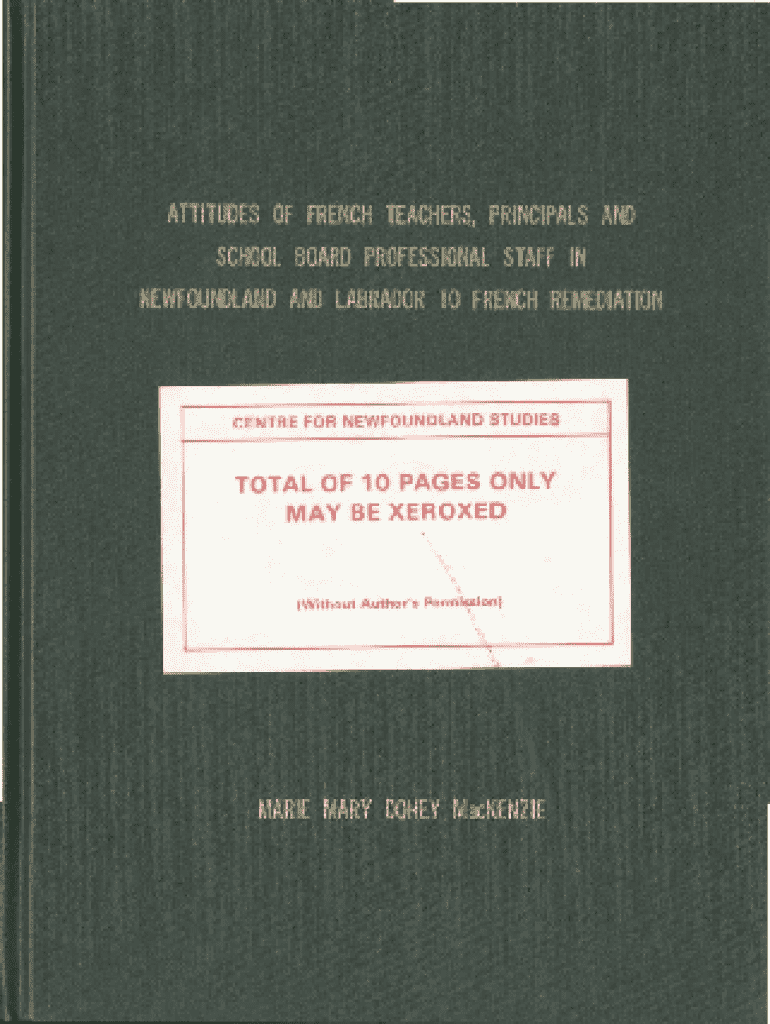 ATTITUDES OF FRENCH TEACHERS, PRINCIPALS AND
SCHOOL BOARD PROFESSIONAL STAFF IN
NEWFOUNDLAND AND LABRADOR TO FRENCH REMEDIATION
CENTRE FOR NEWFOUNDLAND STUDIES
TOTAL OF 10 PAGES ONLY
MAY BE XEROXED
(Without Author's Permission)
MARIE MARY DOHEY MacKENZIE